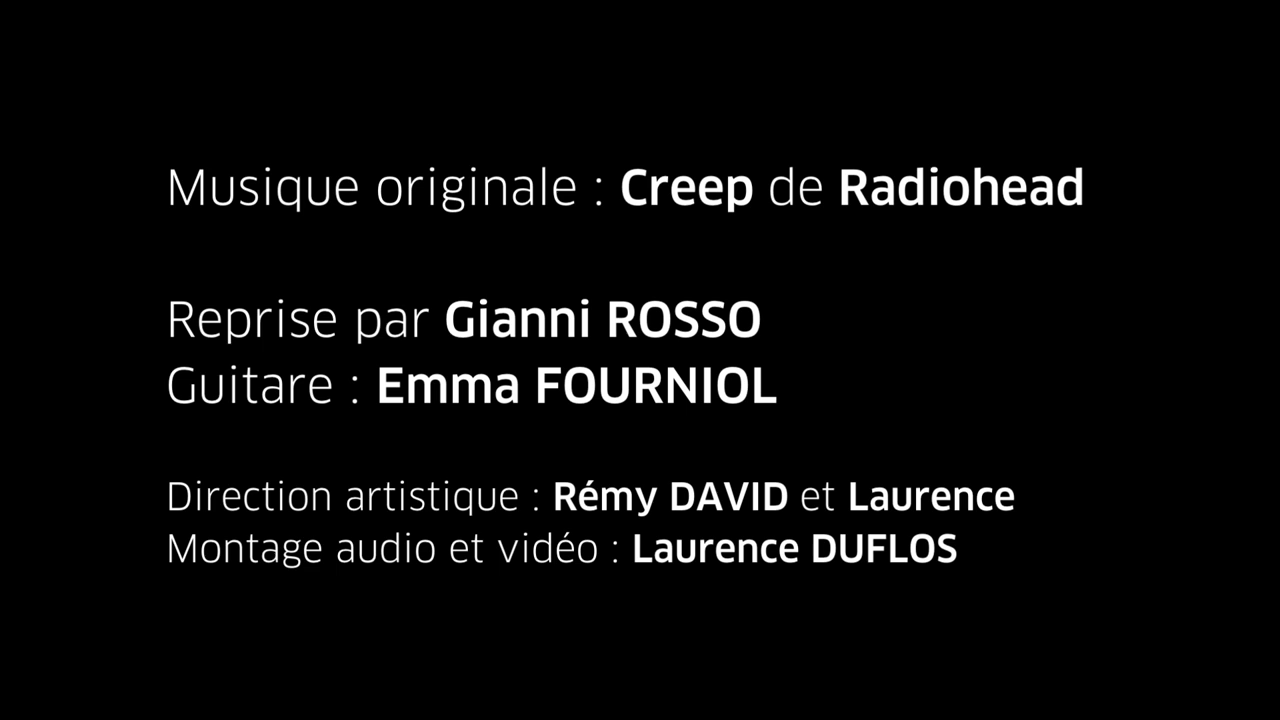 Musique originale : Creep de Radiohead
Reprise par Gianni ROSSO
Guitare : Emma FOURNIOL
Direction artistique : Rémy DAVID et Laurence
Montage audio et vidéo : Laurence DUFLOS